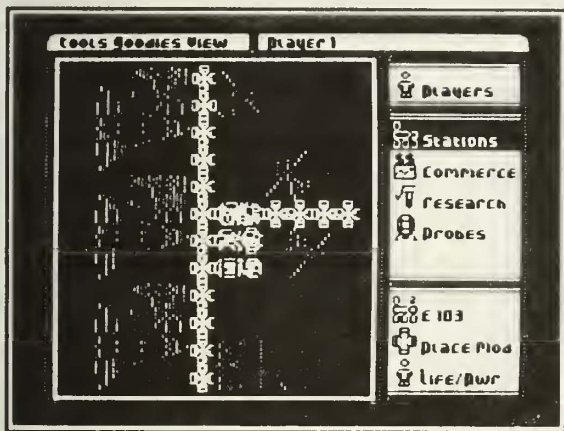 tools Goodies View
Player 1
Players
Stations
$$
Commerce
research
Probes
E 103
Place Mod
Life/Pwr